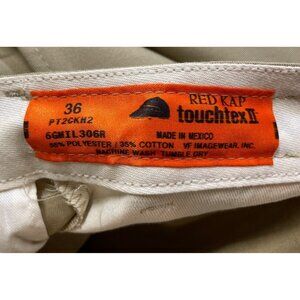 36
PT2CKH2
RED KAP
touchtex II
6GMIL306R
MADE IN MEXICO
65% POLYESTER / 35% COTTON VF IMAGEWEAR, INC.
MACHINE WASH TUMBLE DRY